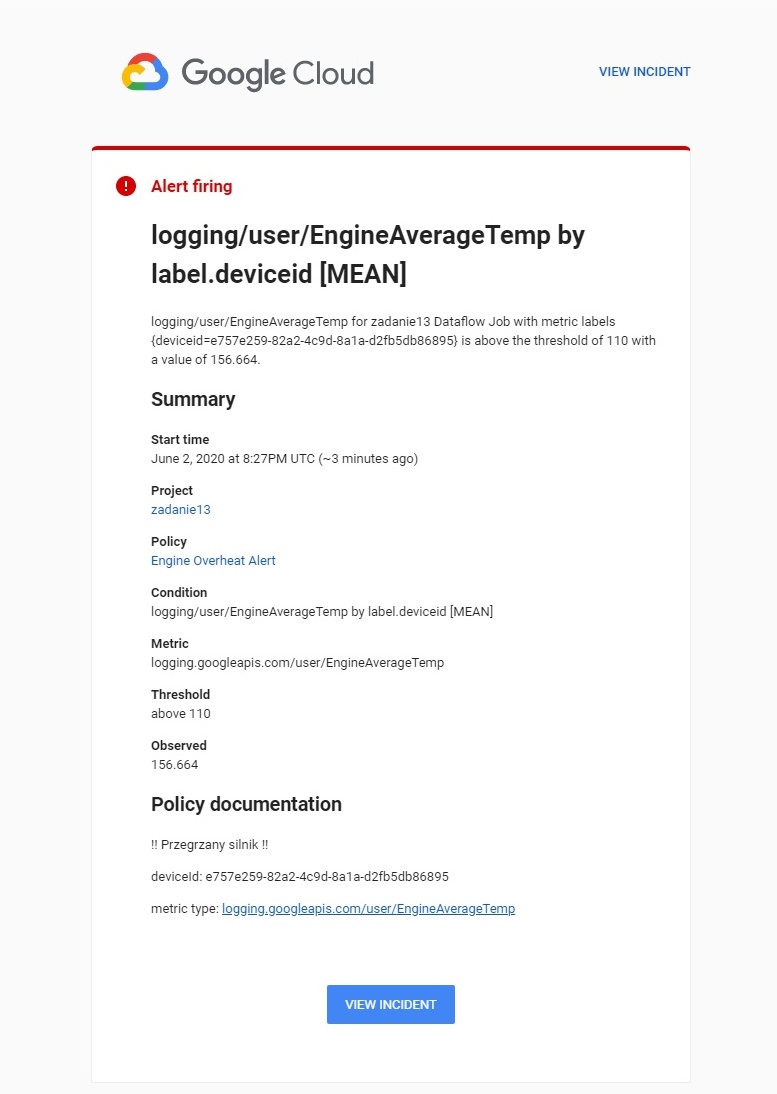 Google Cloud
VIEW INCIDENT
Alert firing
logging/user/EngineAverageTemp by
label.deviceid [MEAN]
logging/user/EngineAverageTemp for zadanie13 Dataflow Job with metric labels
{deviceid=e757e259-82a2-4c9d-8a1a-d2fb5db86895} is above the threshold of 110 with
a value of 156.664.
Summary
Start time
June 2, 2020 at 8:27PM UTC (~3 minutes ago)
Project
zadanie13
Policy
Engine Overheat Alert
Condition
logging/user/EngineAverageTemp by label.deviceid [MEAN]
Metric
logging.googleapis.com/user/EngineAverageTemp
Threshold
above 110
Observed
156.664
Policy documentation
!! Przegrzany silnik !!
deviceId: e757e259-82a2-4c9d-8a1a-d2fb5db86895
metric type: logging.googleapis.com/user/EngineAverageTemp
VIEW INCIDENT